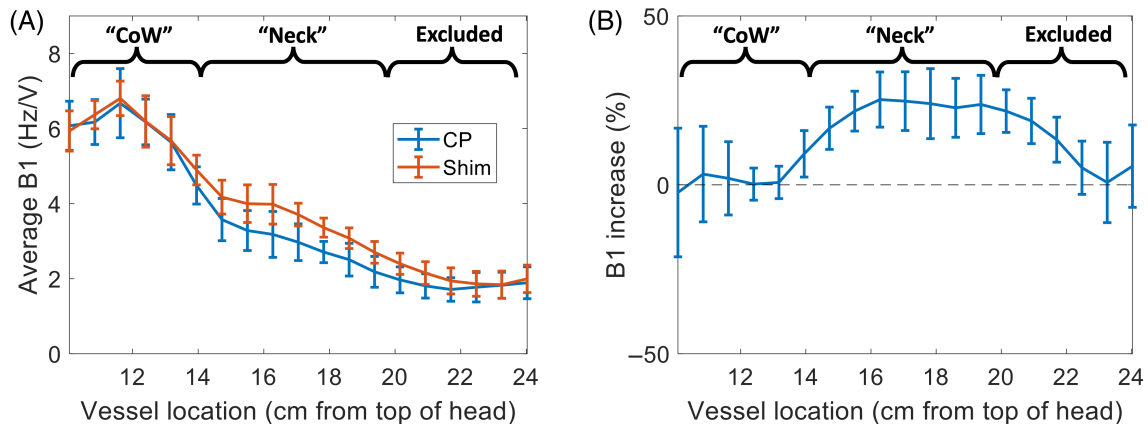 (A)
“CoW”
“Neck”
Excluded
8
6
4
2
0
Average B1 (Hz/V)
CP
Shim
12
14
16
18
20
22
24
Vessel location (cm from top of head)
(B)
“CoW”
“Neck”
Excluded
50
0
−50
B1 increase (%)
12
14
16
18
20
22
24
Vessel location (cm from top of head)